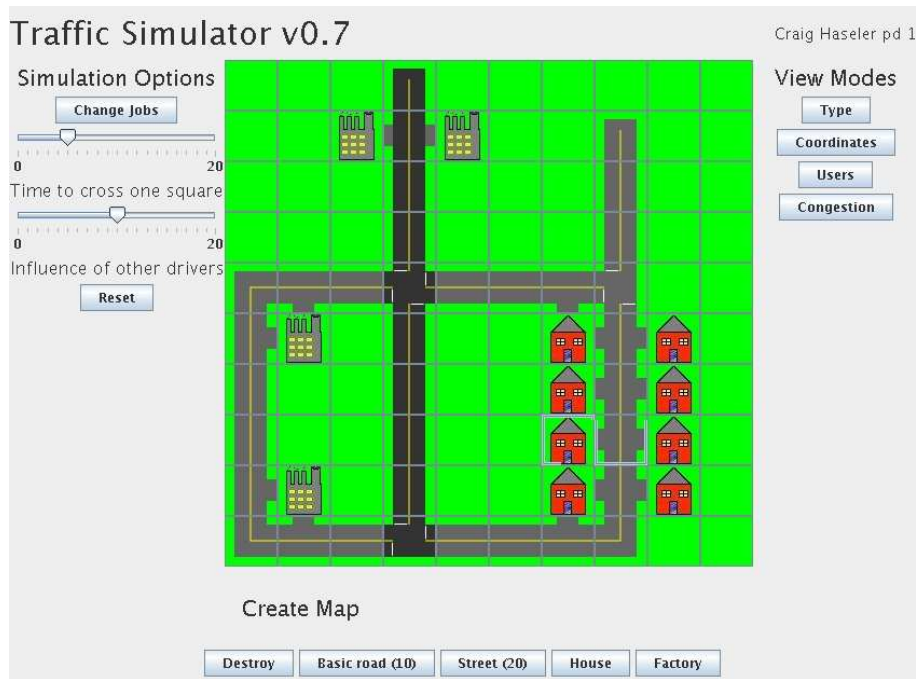 Traffic Simulator v0.7
Craig Haseler pd 1
Simulation Options
Change Jobs
0 20
Time to cross one square
0 20
Influence of other drivers
Reset
View Modes
Type
Coordinates
Users
Congestion
Create Map
Destroy
Basic road (10)
Street (20)
House
Factory